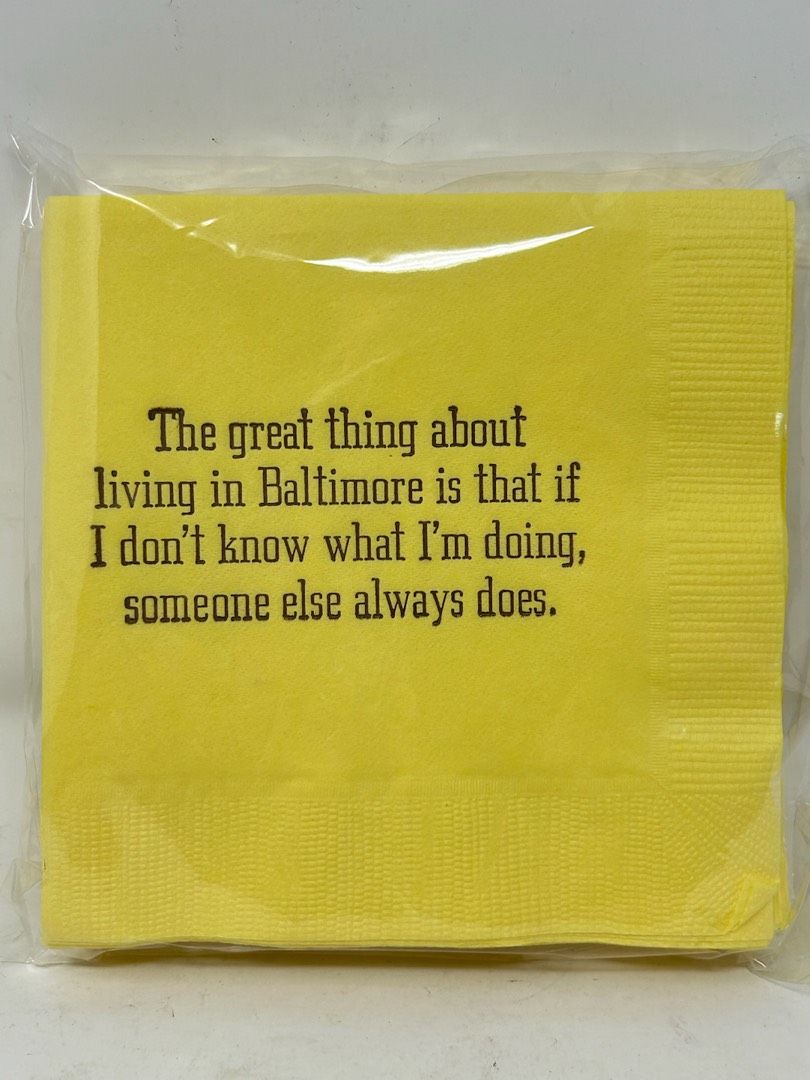 The great thing about
living in Baltimore is that if
I don't know what I'm doing,
someone else always does.